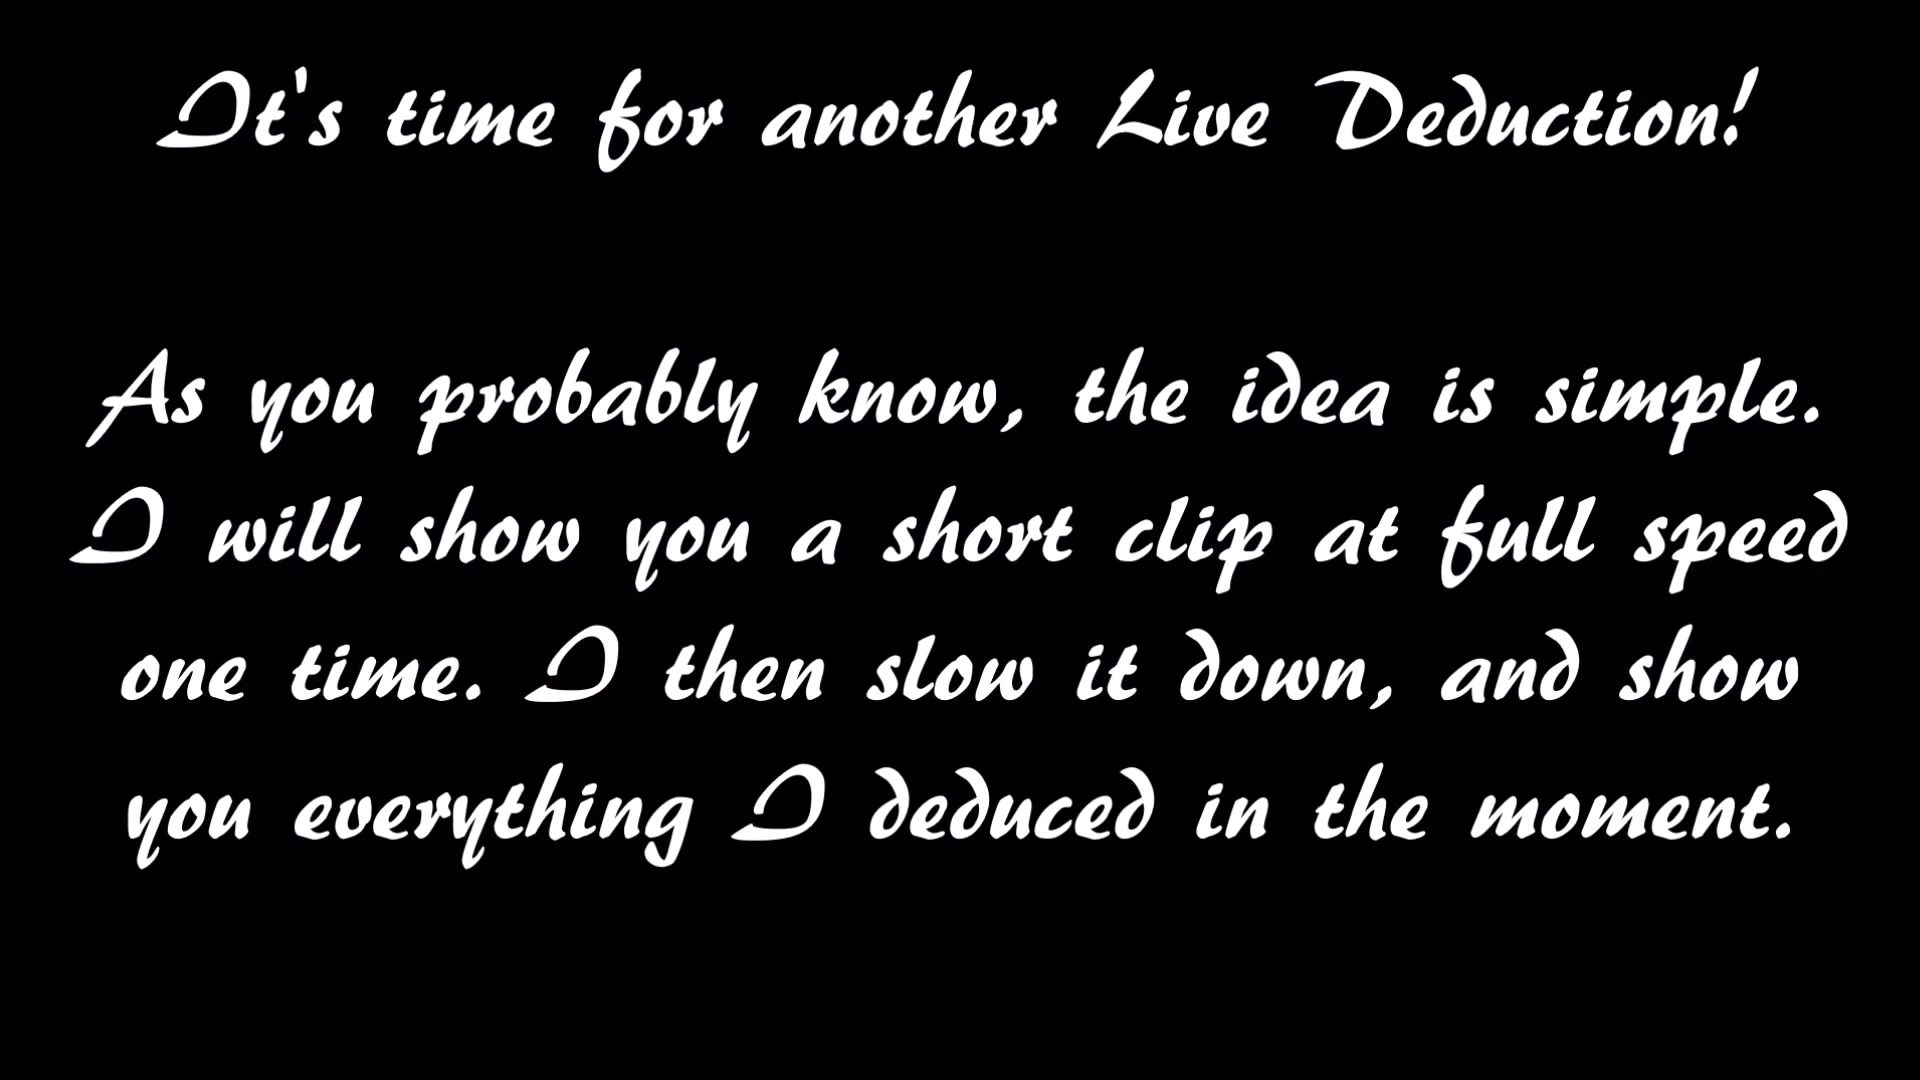 It's time for another Live Deduction!
As you probably know, the idea is simple.
I will show you a short clip at full speed
one time. I then slow it down, and show
you everything I deduced in the moment.